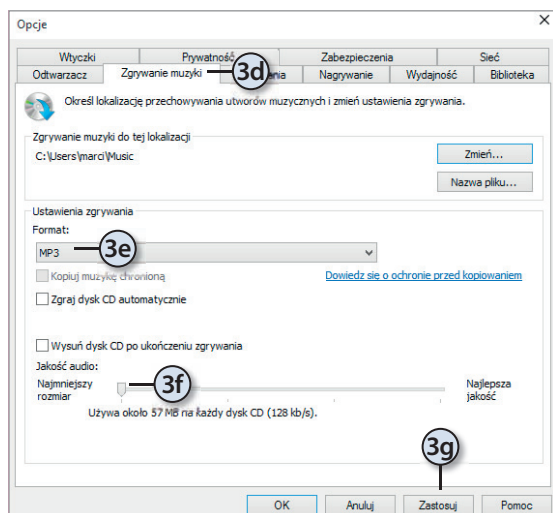 Opcje
Wtyczki Prywatność Zabezpieczenia Sieć
Odtwarzacz Zgrywanie muzyki 3d Nagrywanie Wydajność Biblioteka
Określ lokalizację przechowywania utworów muzycznych i zmień ustawienia zgrywania.
Zgrywanie muzyki do tej lokalizacji
C:\Users\marci\Music
Zmień...
Nazwa pliku...
Ustawienia zgrywania
Format:
MP3 3e
Kopiuj muzykę chronioną Dowiedz się o ochronie przed kopiowaniem
Zgraj dysk CD automatycznie
Wysuń dysk CD po ukończeniu zgrywania
Jakość audio:
Najmniejszy rozmiar 3f Najlepsza jakość
Używa około 57 MB na każdy dysk CD (128 kb/s).
3g
OK Anuluj Zastosuj Pomoc